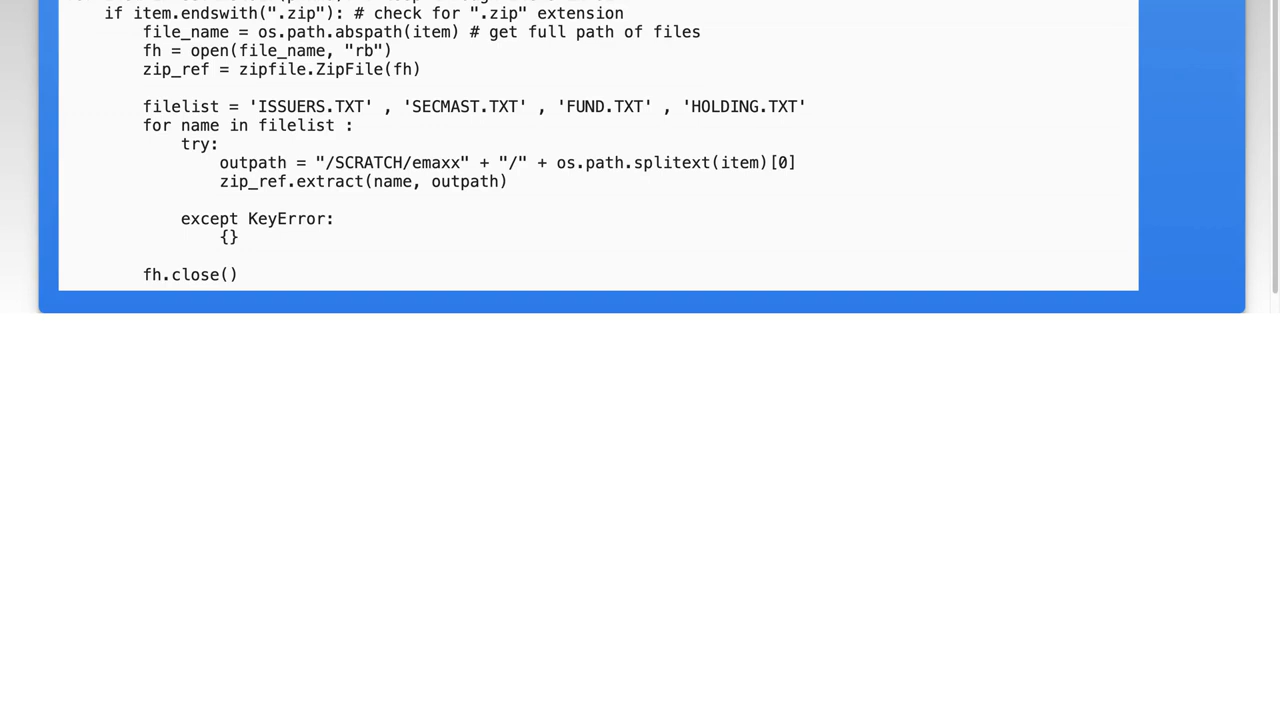 if item.endswith(".zip"): # check for ".zip" extension
file_name = os.path.abspath(item) # get full path of files
fh = open(file_name, "rb")
zip_ref = zipfile.ZipFile(fh)
filelist = 'ISSUERS.TXT' , 'SECMAST.TXT' , 'FUND.TXT' , 'HOLDING.TXT'
for name in filelist :
try:
outpath = "/SCRATCH/emaxx" + "/" + os.path.splitext(item)[0]
zip_ref.extract(name, outpath)
except KeyError:
{}
fh.close()